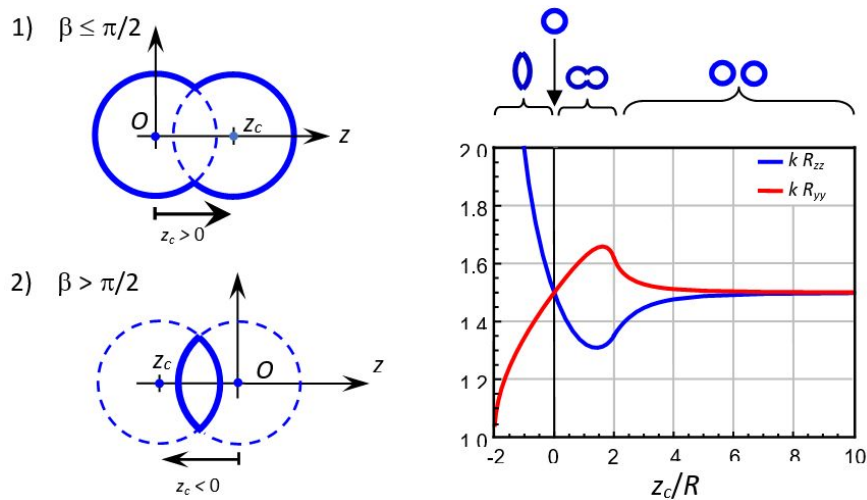 1) β ≤ π/2
O
z_c
z
z_c > 0
2) β > π/2
z_c
O
z
z_c < 0
k R_zz
k R_yy
2.0
1.8
1.6
1.4
1.2
1.0
-2 0 2 4 6 8 10
z_c/R